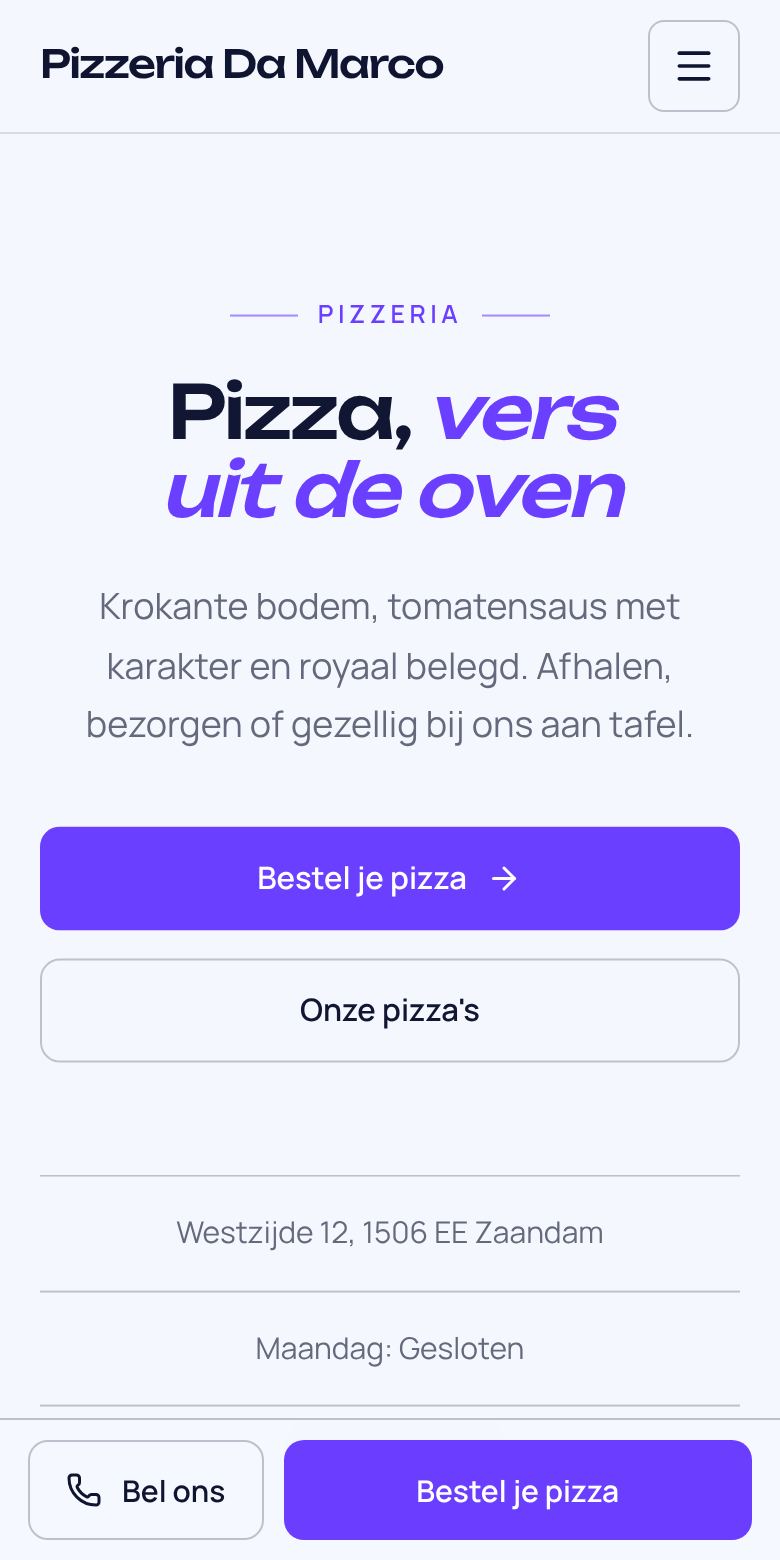 Pizzeria Da Marco
PIZZERIA
Pizza, vers
uit de oven
Krokante bodem, tomatensaus met
karakter en royaal belegd. Afhalen,
bezorgen of gezellig bij ons aan tafel.
Bestel je pizza
Onze pizza's
Westzijde 12, 1506 EE Zaandam
Maandag: Gesloten
Bel ons
Bestel je pizza